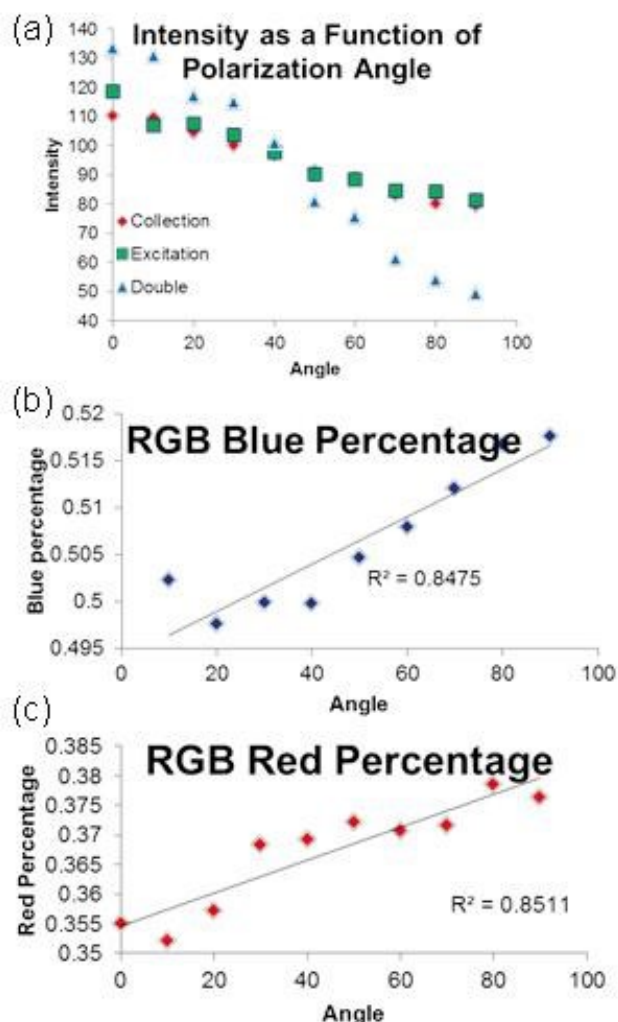 (a)
Intensity as a Function of
Polarization Angle
140
130
120
110
100
90
80
70
60
50
40
Intensity
Collection
Excitation
Double
0 20 40 60 80 100
Angle
(b)
RGB Blue Percentage
0.52
0.515
0.51
0.505
0.5
0.495
Blue percentage
R² = 0.8475
0 20 40 60 80 100
Angle
(c)
RGB Red Percentage
0.385
0.38
0.375
0.37
0.365
0.36
0.355
0.35
Red Percentage
R² = 0.8511
0 20 40 60 80 100
Angle